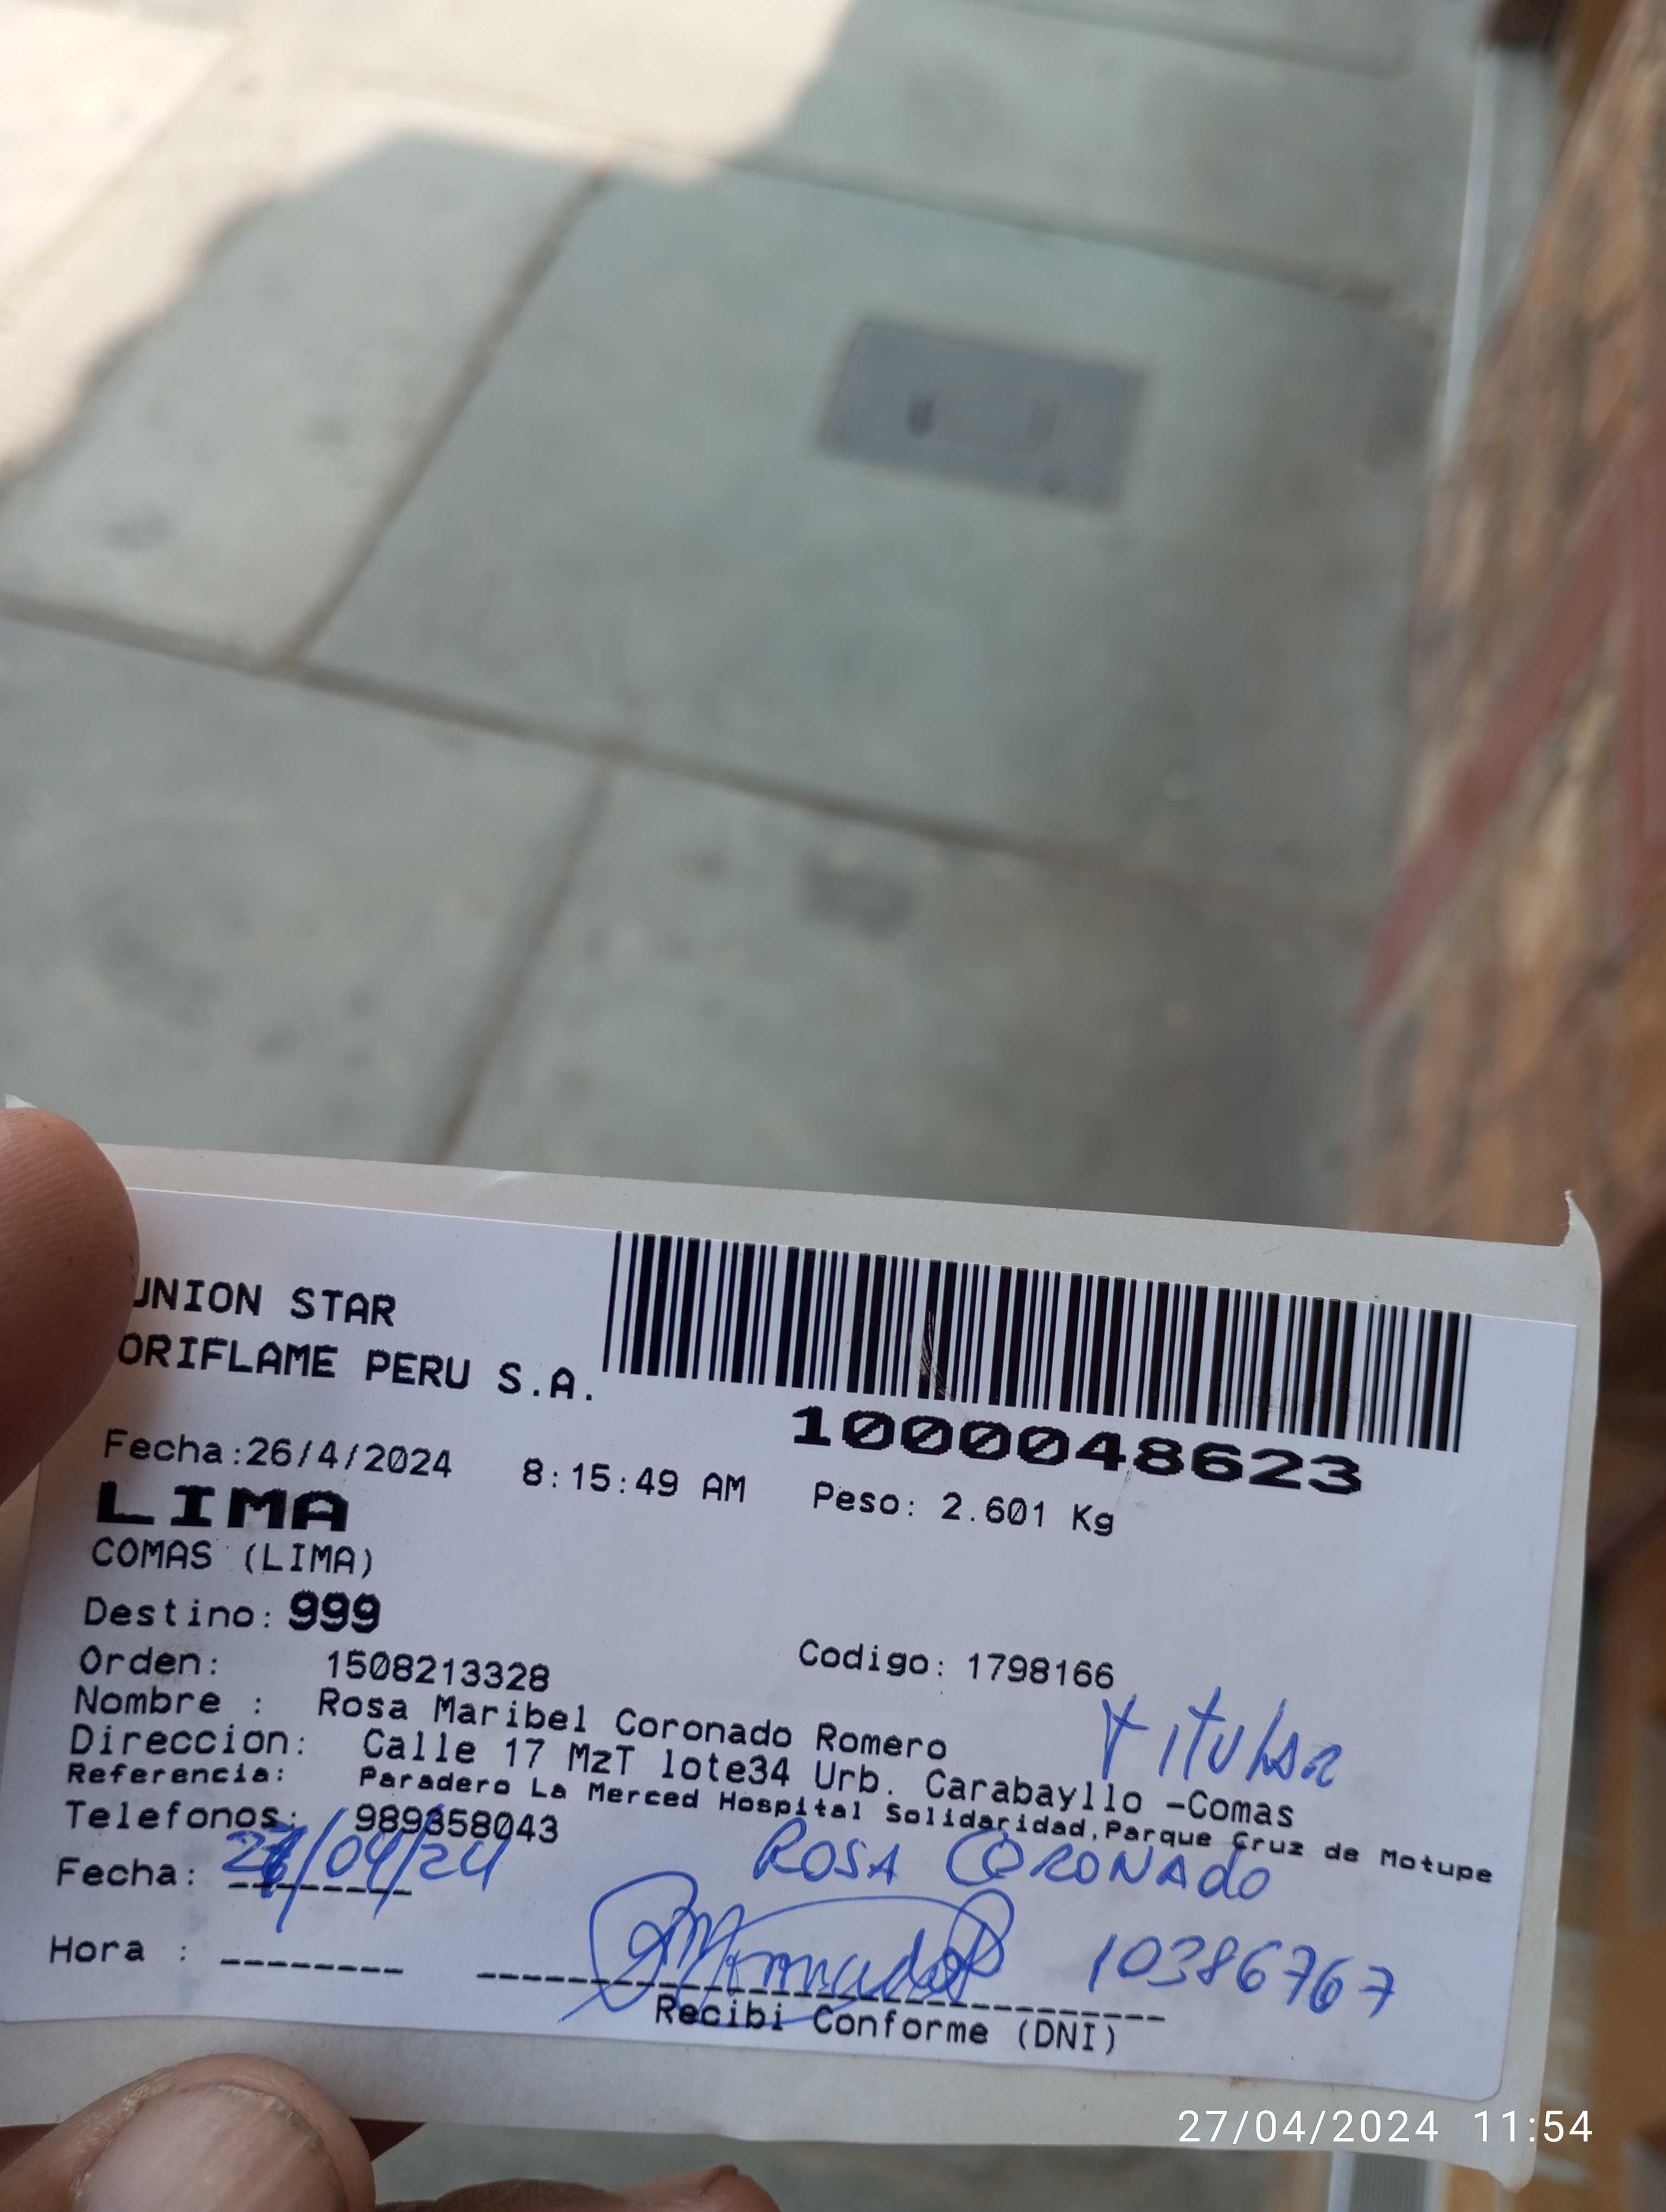 UNION STAR
ORIFLAME PERU S.A.
1000048623
Fecha:26/4/2024 8:15:49 AM Peso: 2.601 Kg
LIMA
COMAS (LIMA)
Destino: 999
Orden: 1508213328 Codigo: 1798166
Nombre : Rosa Maribel Coronado Romero
Titular
Direccion: Calle 17 MzT lote34 Urb. Carabayllo -Comas
Referencia: Paradero La Merced Hospital Solidaridad,Parque Cruz de Motupe
Telefonos: 989858043
Fecha: 27/04/24 ROSA CORONADO
Hora : 10386767
Recibi Conforme (DNI)
27/04/2024 11:54